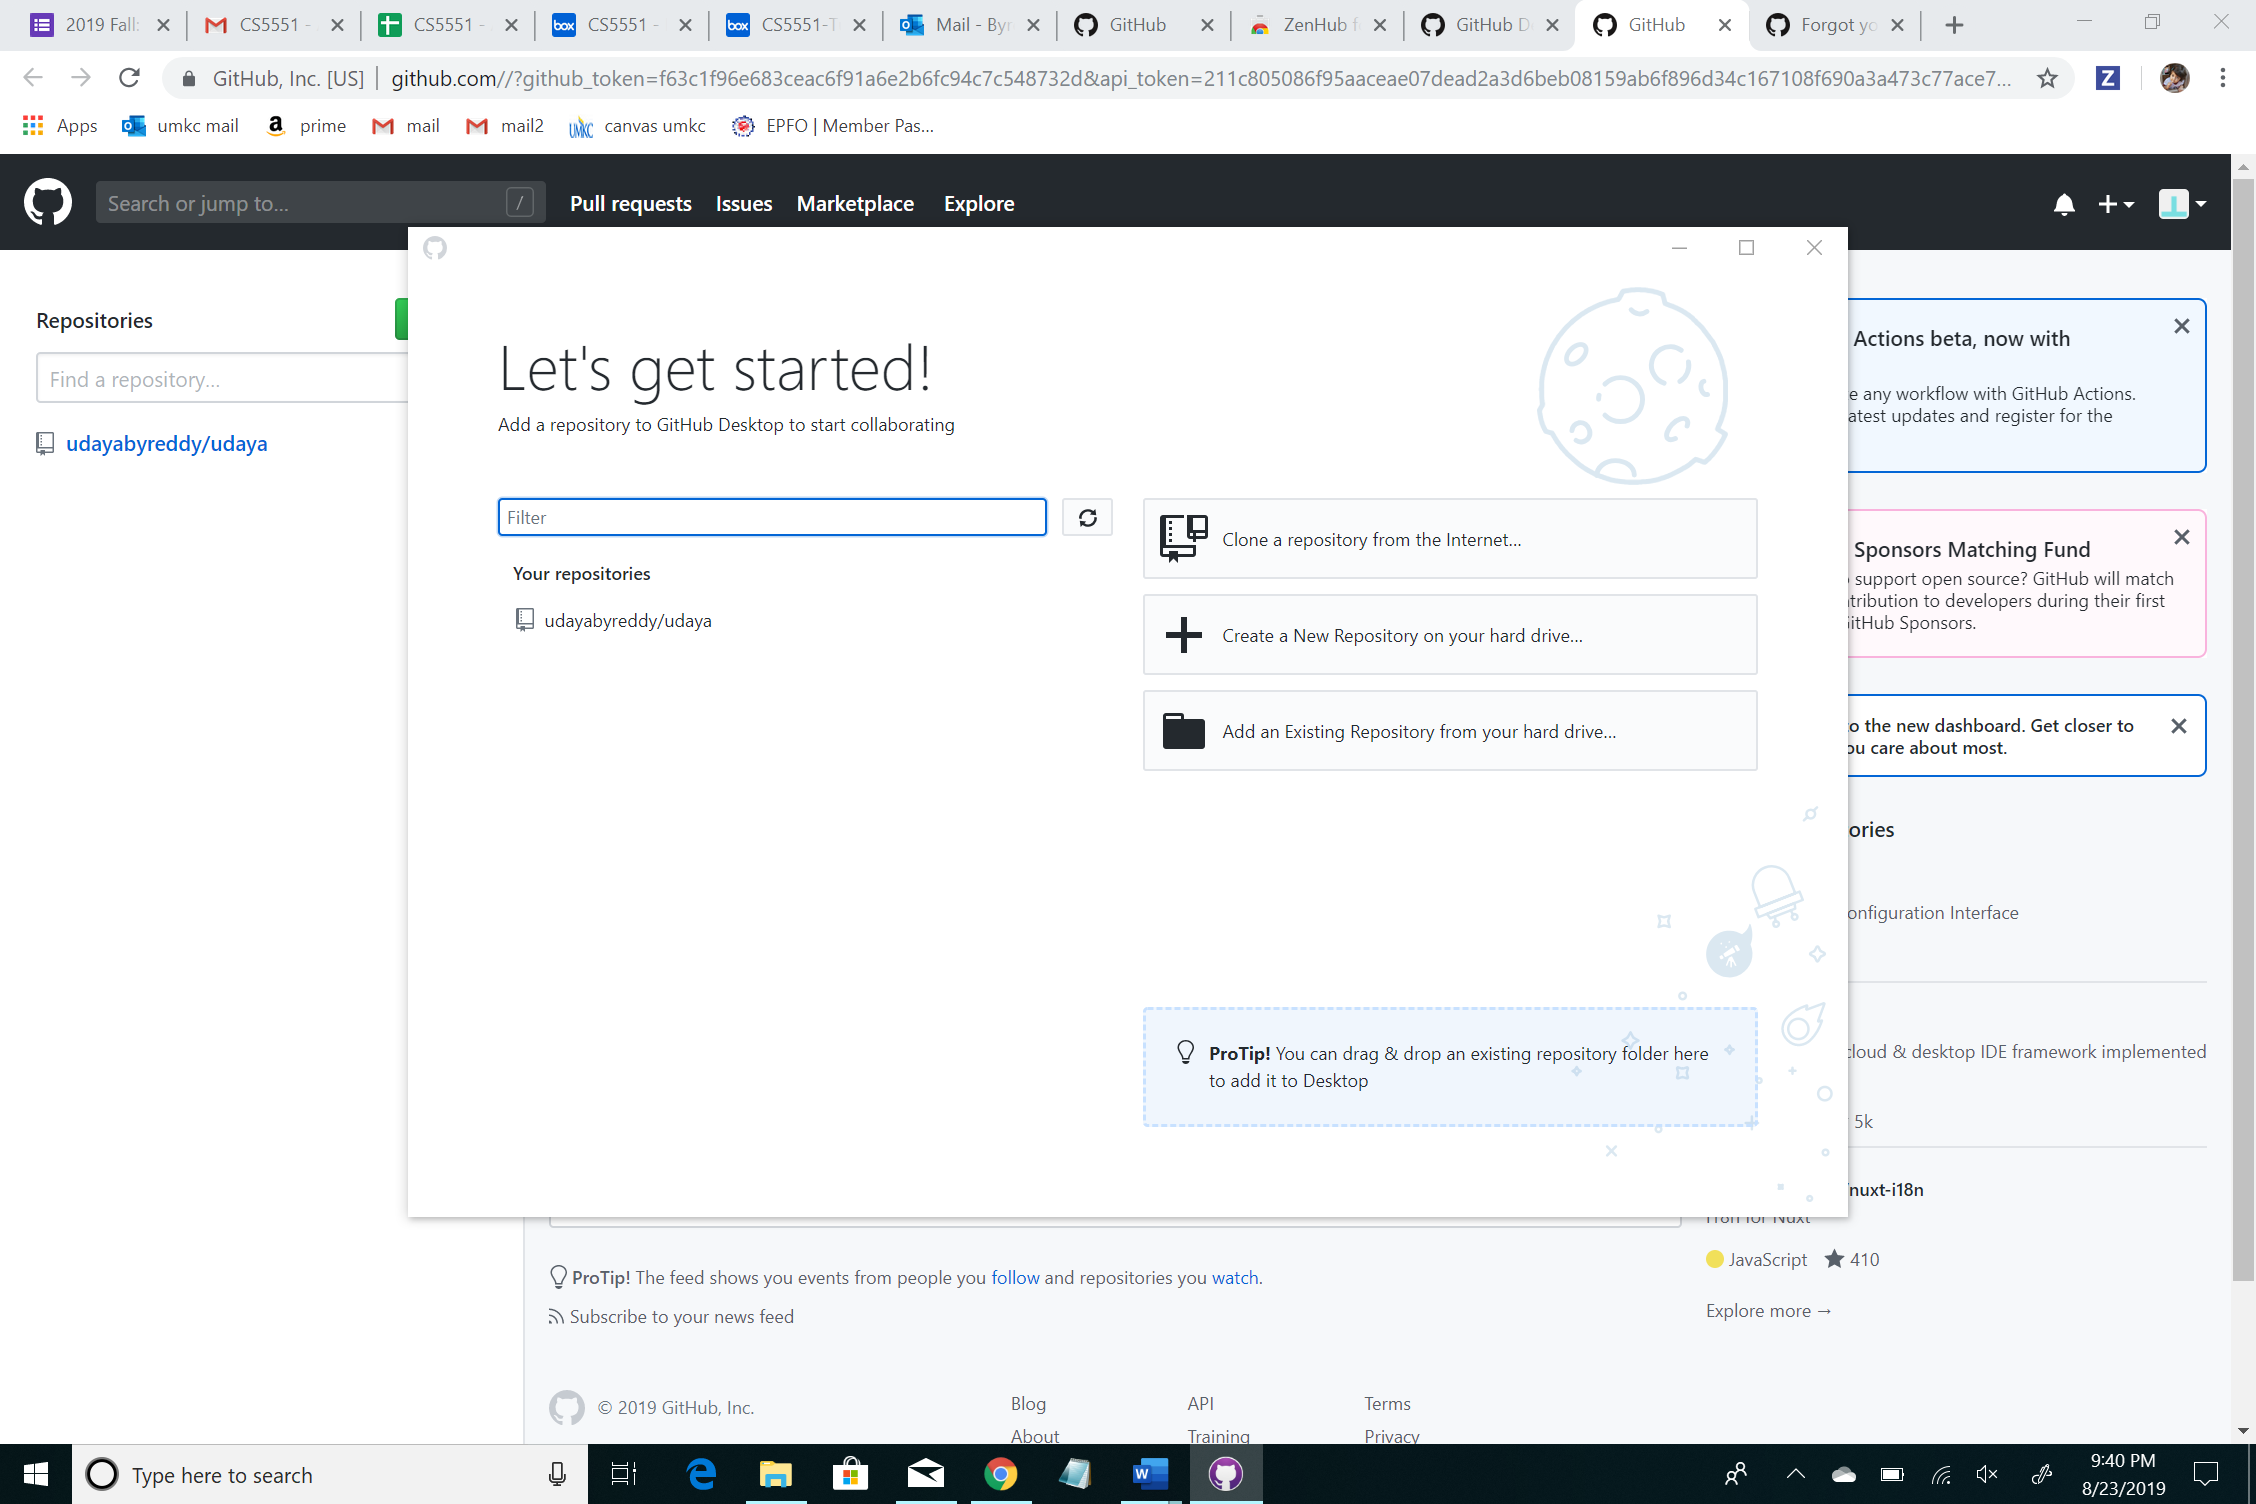 2019 Fall:
CS5551 -
CS5551 -
CS5551 -
CS5551-T
Mail - Byr
GitHub
ZenHub f
GitHub D
GitHub
Forgot yo
GitHub, Inc. [US] | github.com//?github_token=f63c1f96e683ceac6f91a6e2b6fc94c7c548732d&api_token=211c805086f95aaceae07dead2a3d6beb08159ab6f896d34c167108f690a3a473c77ace7...
Z
Apps
umkc mail
prime
mail
mail2
canvas umkc
EPFO | Member Pas...
Search or jump to...
/
Pull requests
Issues
Marketplace
Explore
Repositories
Find a repository...
udayabyreddy/udaya
Let's get started!
Add a repository to GitHub Desktop to start collaborating
Filter
Your repositories
udayabyreddy/udaya
Clone a repository from the Internet...
Create a New Repository on your hard drive...
Add an Existing Repository from your hard drive...
ProTip! You can drag & drop an existing repository folder here
to add it to Desktop
Actions beta, now with
e any workflow with GitHub Actions.
atest updates and register for the
Sponsors Matching Fund
support open source? GitHub will match
tribution to developers during their first
itHub Sponsors.
o the new dashboard. Get closer to
ou care about most.
ories
onfiguration Interface
cloud & desktop IDE framework implemented
5k
nuxt-i18n
JavaScript
410
Explore more →
ProTip! The feed shows you events from people you follow and repositories you watch.
Subscribe to your news feed
© 2019 GitHub, Inc.
Blog
API
Terms
About
Training
Privacy
Type here to search
9:40 PM
8/23/2019